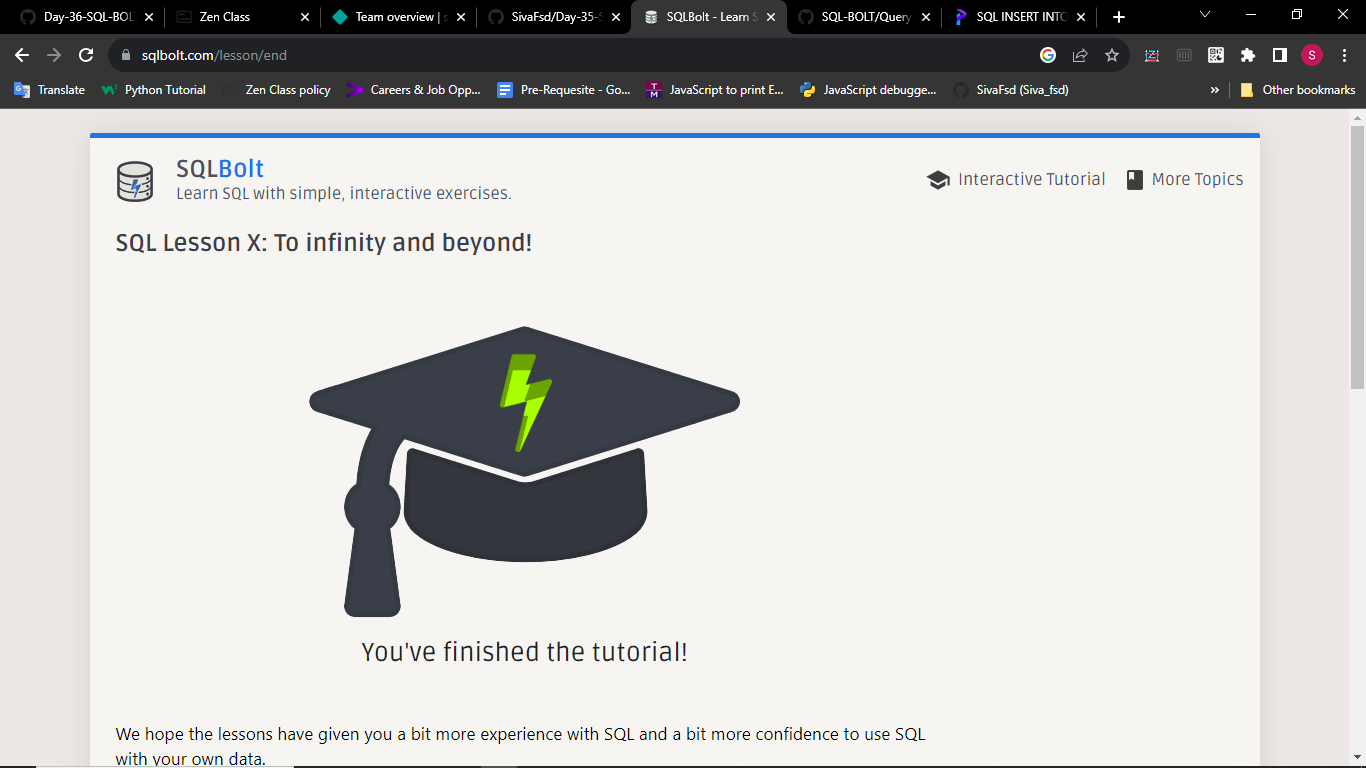 Day-36-SQL-BOL
Zen Class
Team overview | s
SivaFsd/Day-35-S
SQLBolt - Learn S
SQL-BOLT/Query
SQL INSERT INTO
sqlbolt.com/lesson/end
S
Translate
Python Tutorial
Zen Class policy
Careers & Job Opp...
Pre-Requesite - Go...
JavaScript to print E...
JavaScript debugge...
SivaFsd (Siva_fsd)
»
Other bookmarks
SQLBolt
Learn SQL with simple, interactive exercises.
Interactive Tutorial
More Topics
SQL Lesson X: To infinity and beyond!
You've finished the tutorial!
We hope the lessons have given you a bit more experience with SQL and a bit more confidence to use SQL
with your own data.